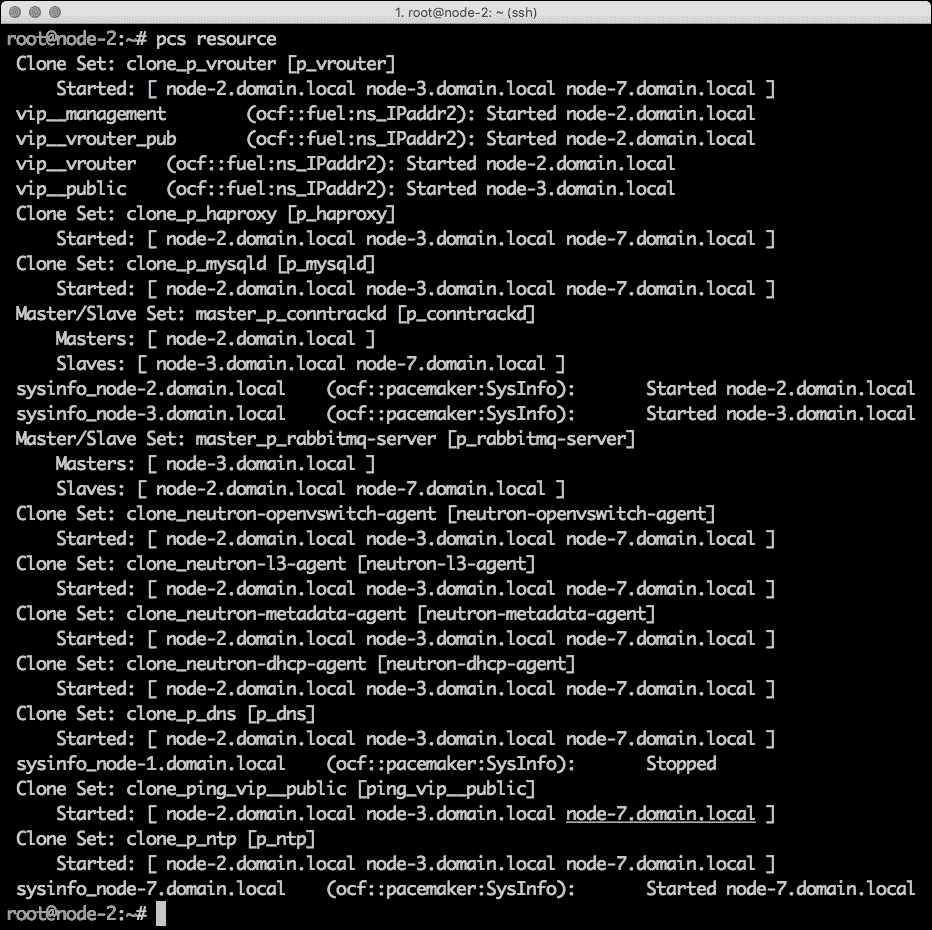 1. root@node-2: ~ (ssh)
root@node-2:~# pcs resource
 Clone Set: clone_p_vrouter [p_vrouter]
     Started: [ node-2.domain.local node-3.domain.local node-7.domain.local ]
 vip__management        (ocf::fuel:ns_IPaddr2): Started node-2.domain.local
 vip__vrouter_pub       (ocf::fuel:ns_IPaddr2): Started node-2.domain.local
 vip__vrouter   (ocf::fuel:ns_IPaddr2): Started node-2.domain.local
 vip__public    (ocf::fuel:ns_IPaddr2): Started node-3.domain.local
 Clone Set: clone_p_haproxy [p_haproxy]
     Started: [ node-2.domain.local node-3.domain.local node-7.domain.local ]
 Clone Set: clone_p_mysqld [p_mysqld]
     Started: [ node-2.domain.local node-3.domain.local node-7.domain.local ]
 Master/Slave Set: master_p_conntrackd [p_conntrackd]
     Masters: [ node-2.domain.local ]
     Slaves: [ node-3.domain.local node-7.domain.local ]
 sysinfo_node-2.domain.local    (ocf::pacemaker:SysInfo):       Started node-2.domain.local
 sysinfo_node-3.domain.local    (ocf::pacemaker:SysInfo):       Started node-3.domain.local
 Master/Slave Set: master_p_rabbitmq-server [p_rabbitmq-server]
     Masters: [ node-3.domain.local ]
     Slaves: [ node-2.domain.local node-7.domain.local ]
 Clone Set: clone_neutron-openvswitch-agent [neutron-openvswitch-agent]
     Started: [ node-2.domain.local node-3.domain.local node-7.domain.local ]
 Clone Set: clone_neutron-l3-agent [neutron-l3-agent]
     Started: [ node-2.domain.local node-3.domain.local node-7.domain.local ]
 Clone Set: clone_neutron-metadata-agent [neutron-metadata-agent]
     Started: [ node-2.domain.local node-3.domain.local node-7.domain.local ]
 Clone Set: clone_neutron-dhcp-agent [neutron-dhcp-agent]
     Started: [ node-2.domain.local node-3.domain.local node-7.domain.local ]
 Clone Set: clone_p_dns [p_dns]
     Started: [ node-2.domain.local node-3.domain.local node-7.domain.local ]
 sysinfo_node-1.domain.local    (ocf::pacemaker:SysInfo):       Stopped
 Clone Set: clone_ping_vip__public [ping_vip__public]
     Started: [ node-2.domain.local node-3.domain.local node-7.domain.local ]
 Clone Set: clone_p_ntp [p_ntp]
     Started: [ node-2.domain.local node-3.domain.local node-7.domain.local ]
 sysinfo_node-7.domain.local    (ocf::pacemaker:SysInfo):       Started node-7.domain.local
root@node-2:~#